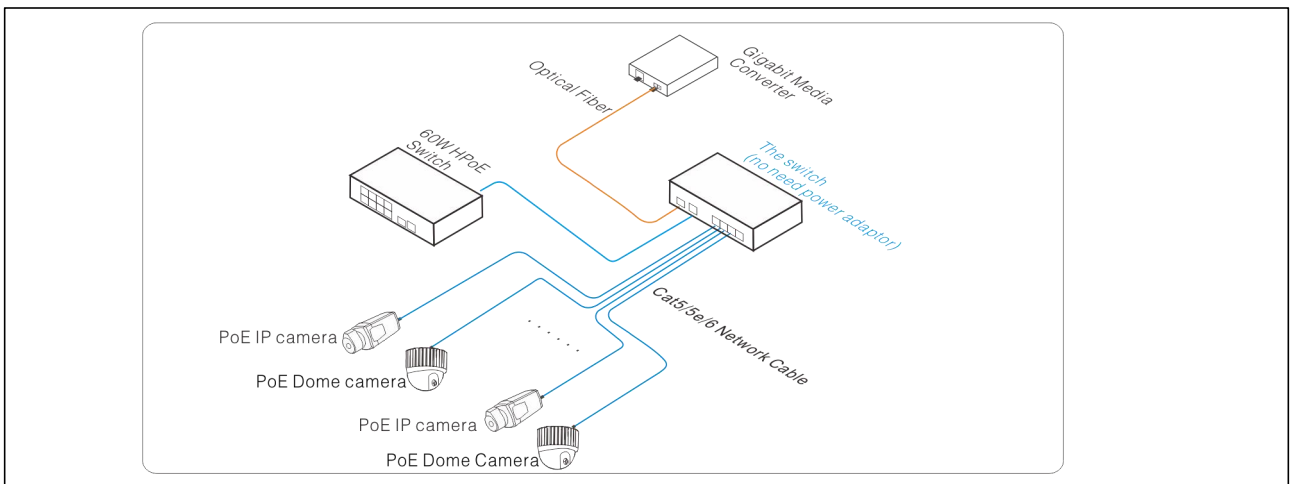 Gigabit Media
Converter
Optical Fiber
60W HPoE
Switch
The switch
(no need power adaptor)
Cat5/5e/6 Network Cable
PoE IP camera
PoE Dome camera
......
PoE IP camera
PoE Dome Camera